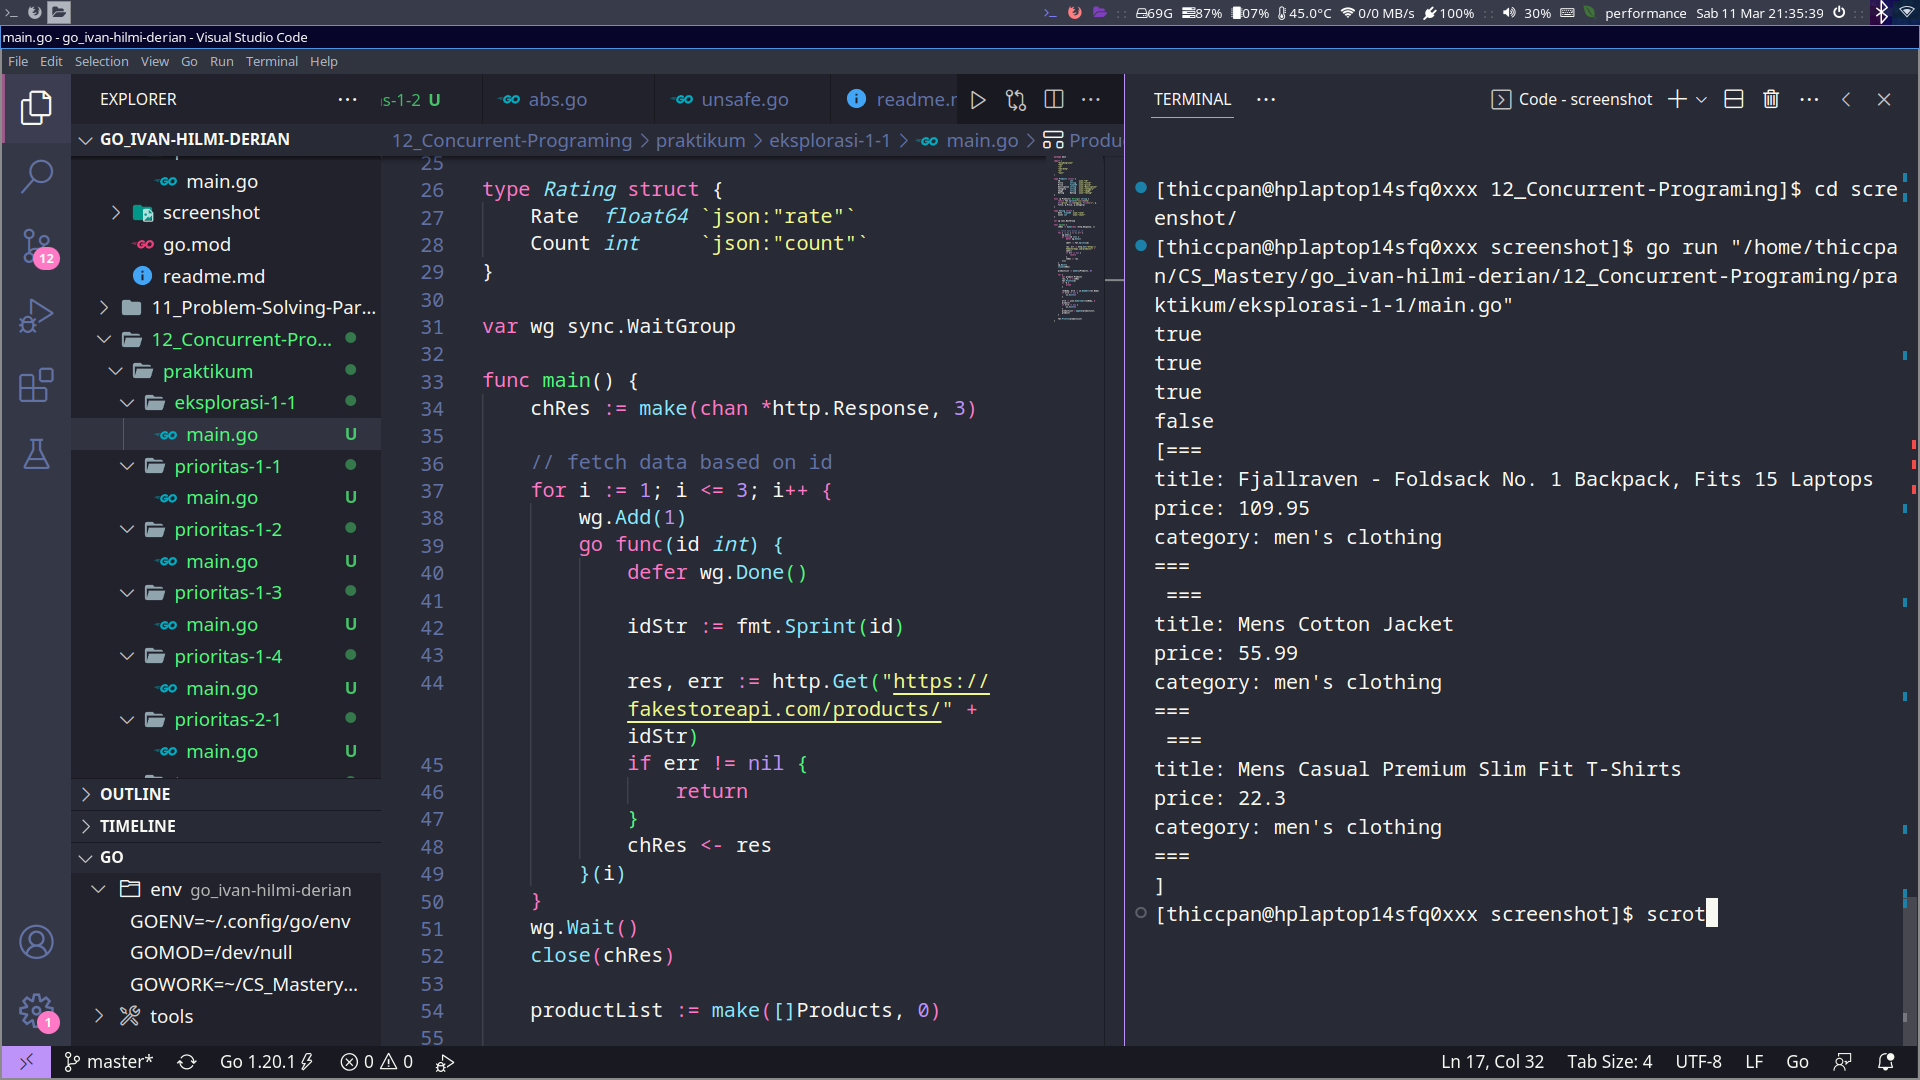 69G 87% 07% 45.0°C 0/0 MB/s 100% 30% performance Sab 11 Mar 21:35:39
main.go - go_ivan-hilmi-derian - Visual Studio Code
File Edit Selection View Go Run Terminal Help
EXPLORER
GO_IVAN-HILMI-DERIAN
main.go
screenshot
go.mod
readme.md
11_Problem-Solving-Par...
12_Concurrent-Pro...
praktikum
eksplorasi-1-1
main.go U
prioritas-1-1
main.go U
prioritas-1-2
main.go U
prioritas-1-3
main.go U
prioritas-1-4
main.go U
prioritas-2-1
main.go U
OUTLINE
TIMELINE
GO
env go_ivan-hilmi-derian
GOENV=~/.config/go/env
GOMOD=/dev/null
GOWORK=~/CS_Mastery...
tools
12
1
s-1-2 U abs.go unsafe.go readme.r
12_Concurrent-Programing > praktikum > eksplorasi-1-1 > main.go > Produ
25
26 type Rating struct {
27 Rate float64 `json:"rate"`
28 Count int `json:"count"`
29 }
30
31 var wg sync.WaitGroup
32
33 func main() {
34 chRes := make(chan *http.Response, 3)
35
36 // fetch data based on id
37 for i := 1; i <= 3; i++ {
38 wg.Add(1)
39 go func(id int) {
40 defer wg.Done()
41
42 idStr := fmt.Sprint(id)
43
44 res, err := http.Get("https://
fakestoreapi.com/products/" +
idStr)
45 if err != nil {
46 return
47 }
48 chRes <- res
49 }(i)
50 }
51 wg.Wait()
52 close(chRes)
53
54 productList := make([]Products, 0)
55
TERMINAL
Code - screenshot
[thiccpan@hplaptop14sfq0xxx 12_Concurrent-Programing]$ cd scre
enshot/
[thiccpan@hplaptop14sfq0xxx screenshot]$ go run "/home/thiccpa
n/CS_Mastery/go_ivan-hilmi-derian/12_Concurrent-Programing/pra
ktikum/eksplorasi-1-1/main.go"
true
true
true
false
[===
title: Fjallraven - Foldsack No. 1 Backpack, Fits 15 Laptops
price: 109.95
category: men's clothing
===
===
title: Mens Cotton Jacket
price: 55.99
category: men's clothing
===
===
title: Mens Casual Premium Slim Fit T-Shirts
price: 22.3
category: men's clothing
===
]
[thiccpan@hplaptop14sfq0xxx screenshot]$ scrot
master* Go 1.20.1 0 0 Ln 17, Col 32 Tab Size: 4 UTF-8 LF Go